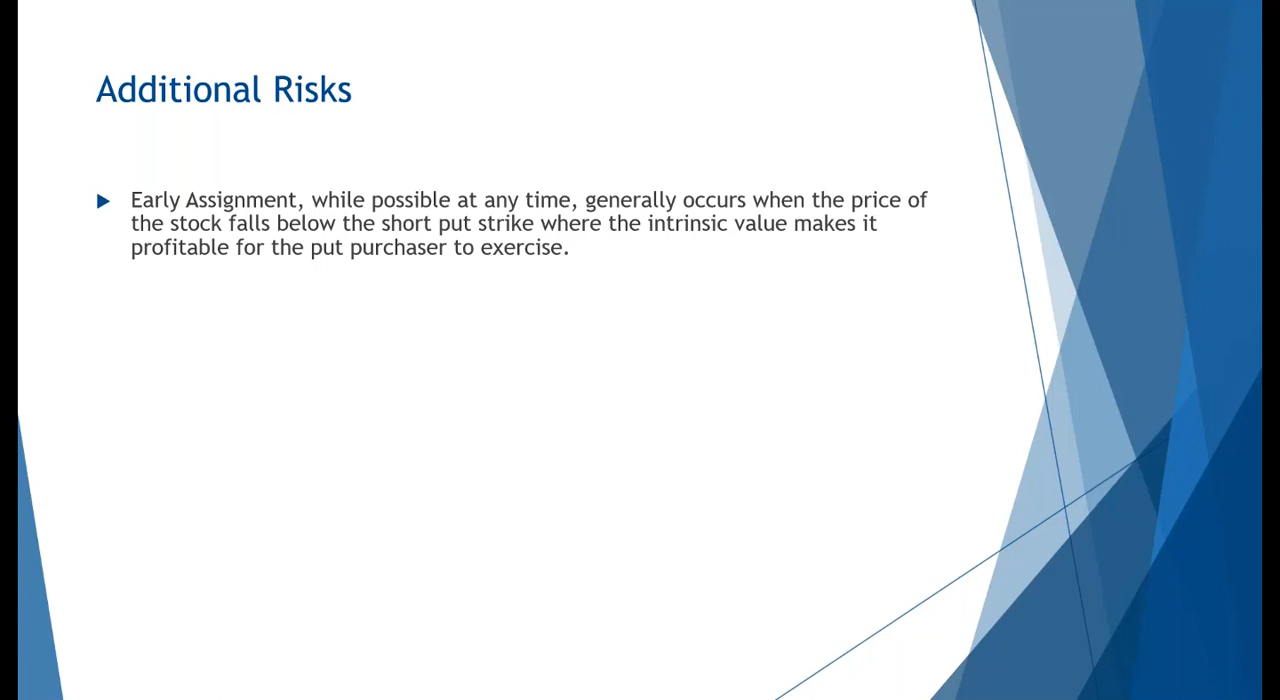 Additional Risks
Early Assignment, while possible at any time, generally occurs when the price of
the stock falls below the short put strike where the intrinsic value makes it
profitable for the put purchaser to exercise.